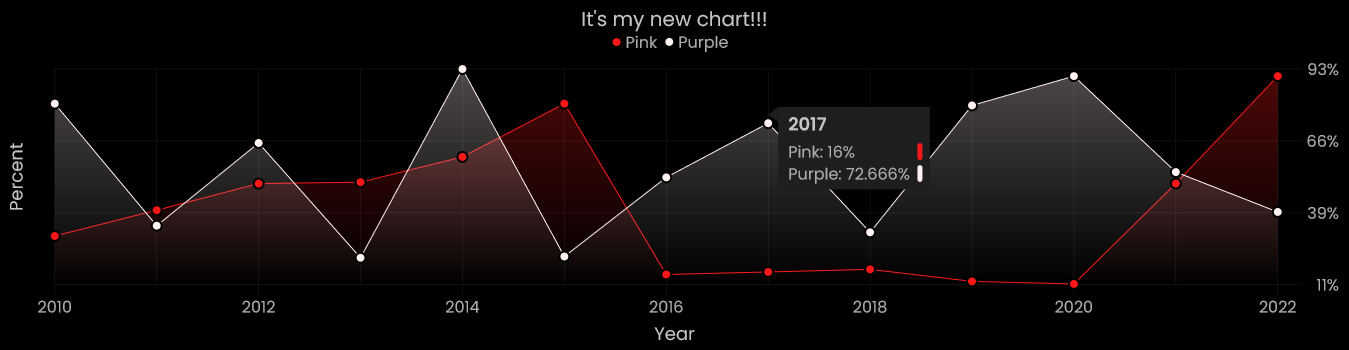 It's my new chart!!!
Pink Purple
93%
66%
39%
11%
Percent
2017
Pink: 16%
Purple: 72.666%
2010 2012 2014 2016 2018 2020 2022
Year